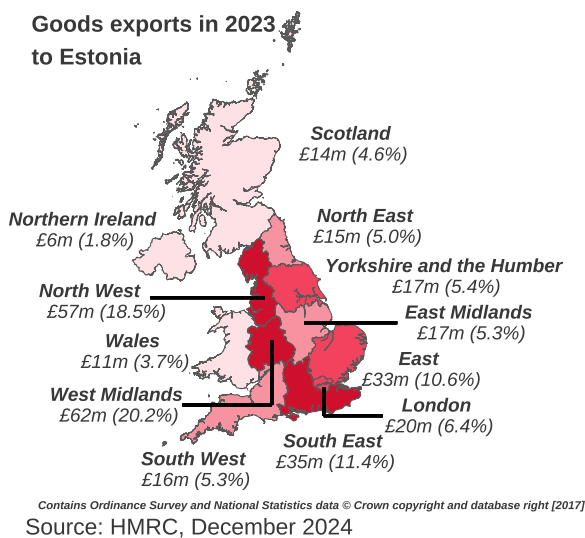 Goods exports in 2023
to Estonia
Scotland
£14m (4.6%)
Northern Ireland
£6m (1.8%)
North East
£15m (5.0%)
Yorkshire and the Humber
£17m (5.4%)
North West
£57m (18.5%)
East Midlands
£17m (5.3%)
Wales
£11m (3.7%)
East
£33m (10.6%)
West Midlands
£62m (20.2%)
London
£20m (6.4%)
South East
£35m (11.4%)
South West
£16m (5.3%)
Contains Ordinance Survey and National Statistics data © Crown copyright and database right [2017]
Source: HMRC, December 2024